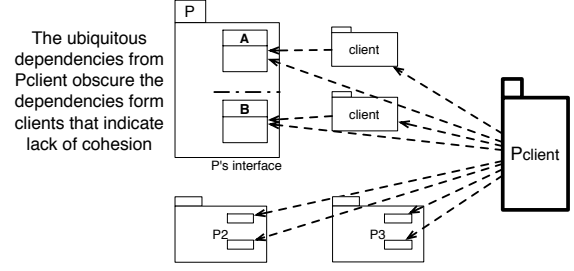 The ubiquitous
dependencies from
Pclient obscure the
dependencies form
clients that indicate
lack of cohesion
P
A
client
B
client
P's interface
Pclient
P2
P3